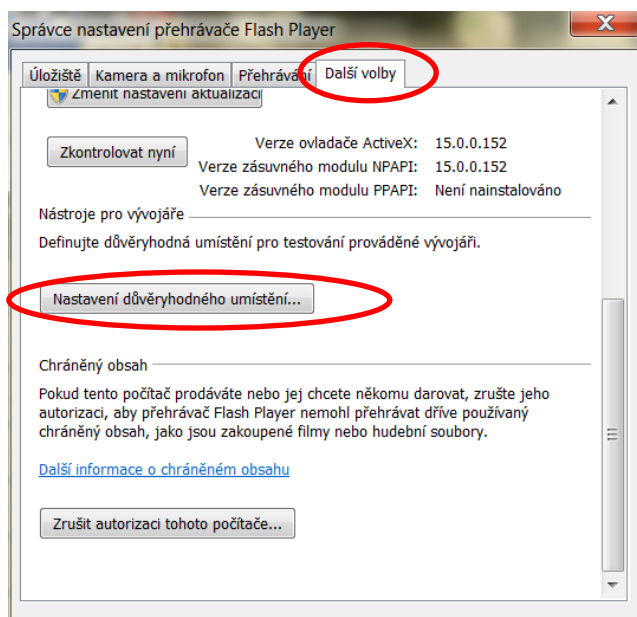 Správce nastavení přehrávače Flash Player
X
Úložiště Kamera a mikrofon Přehrávání Další volby
Změnit nastavení aktualizací
Zkontrolovat nyní
Verze ovladače ActiveX: 15.0.0.152
Verze zásuvného modulu NPAPI: 15.0.0.152
Verze zásuvného modulu PPAPI: Není nainstalováno
Nástroje pro vývojáře
Definujte důvěryhodná umístění pro testování prováděné vývojáři.
Nastavení důvěryhodného umístění...
Chráněný obsah
Pokud tento počítač prodáváte nebo jej chcete někomu darovat, zrušte jeho
autorizaci, aby přehrávač Flash Player nemohl přehrávat dříve používaný
chráněný obsah, jako jsou zakoupené filmy nebo hudební soubory.
Další informace o chráněném obsahu
Zrušit autorizaci tohoto počítače...